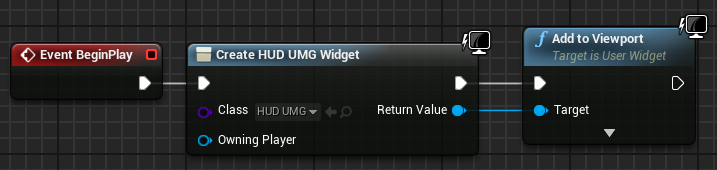 Event BeginPlay
Create HUD UMG Widget
Class
HUD UMG
Return Value
Owning Player
Add to Viewport
Target is User Widget
Target